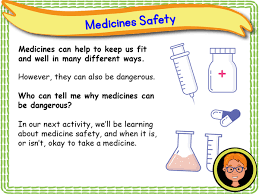 Medicines Safety
Medicines can help to keep us fit
and well in many different ways.
However, they can also be dangerous.
Who can tell me why medicines can
be dangerous?
In our next activity, we'll be learning
about medicine safety, and when it is,
or isn't, okay to take a medicine.